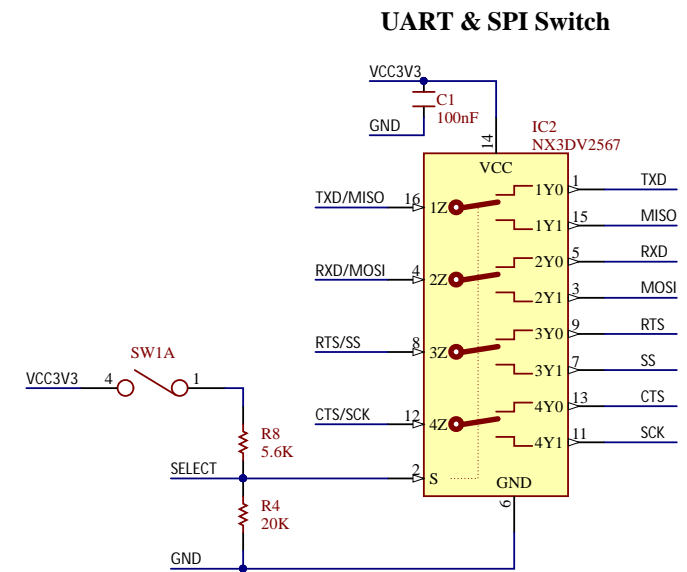 UART & SPI Switch
VCC3V3
C1
100nF
GND
IC2
NX3DV2567
14
VCC
TXD/MISO 16 1Z 1Y0 1 TXD
1Y1 15 MISO
RXD/MOSI 4 2Z 2Y0 5 RXD
2Y1 3 MOSI
RTS/SS 8 3Z 3Y0 9 RTS
3Y1 7 SS
CTS/SCK 12 4Z 4Y0 13 CTS
4Y1 11 SCK
SW1A
VCC3V3 4 1
R8
5.6K
SELECT 2 S
GND
6
R4
20K
GND